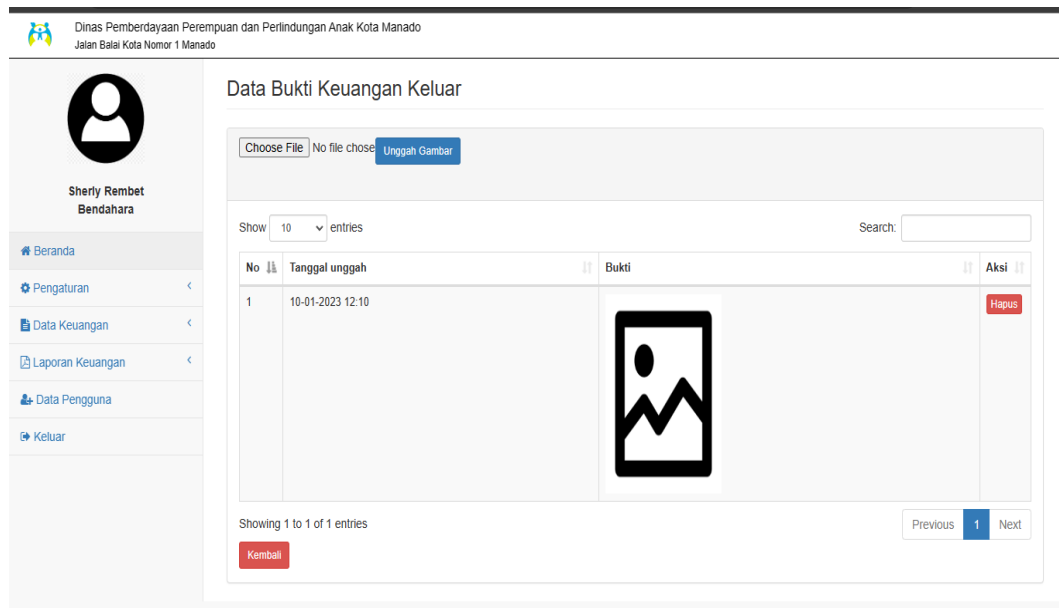 Dinas Pemberdayaan Perempuan dan Perlindungan Anak Kota Manado
Jalan Balai Kota Nomor 1 Manado
Sherly Rembet
Bendahara
Beranda
Pengaturan
Data Keuangan
Laporan Keuangan
Data Pengguna
Keluar
Data Bukti Keuangan Keluar
Choose File No file chose Unggah Gambar
Show 10 entries Search:
No Tanggal unggah Bukti Aksi
1 10-01-2023 12:10 Hapus
Showing 1 to 1 of 1 entries Previous 1 Next
Kembali